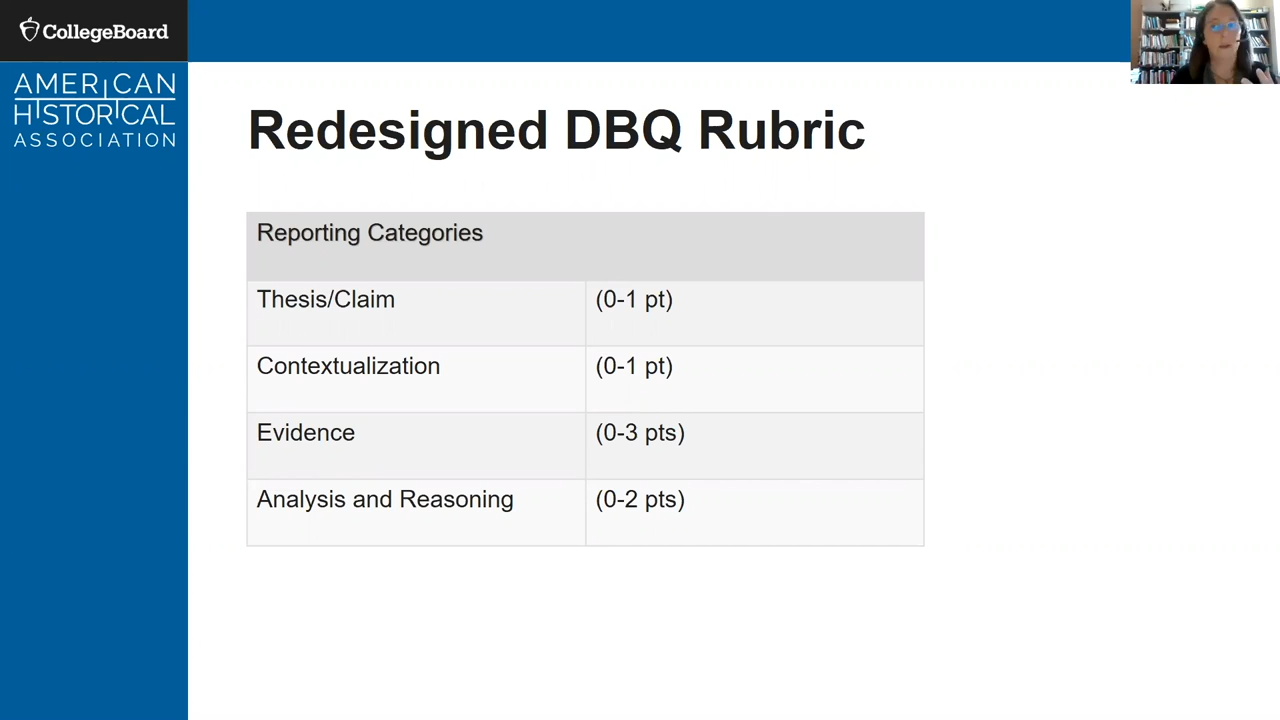 CollegeBoard
AMERICAN
HISTORICAL
ASSOCIATION
Redesigned DBQ Rubric
Reporting Categories
Thesis/Claim (0-1 pt)
Contextualization (0-1 pt)
Evidence (0-3 pts)
Analysis and Reasoning (0-2 pts)